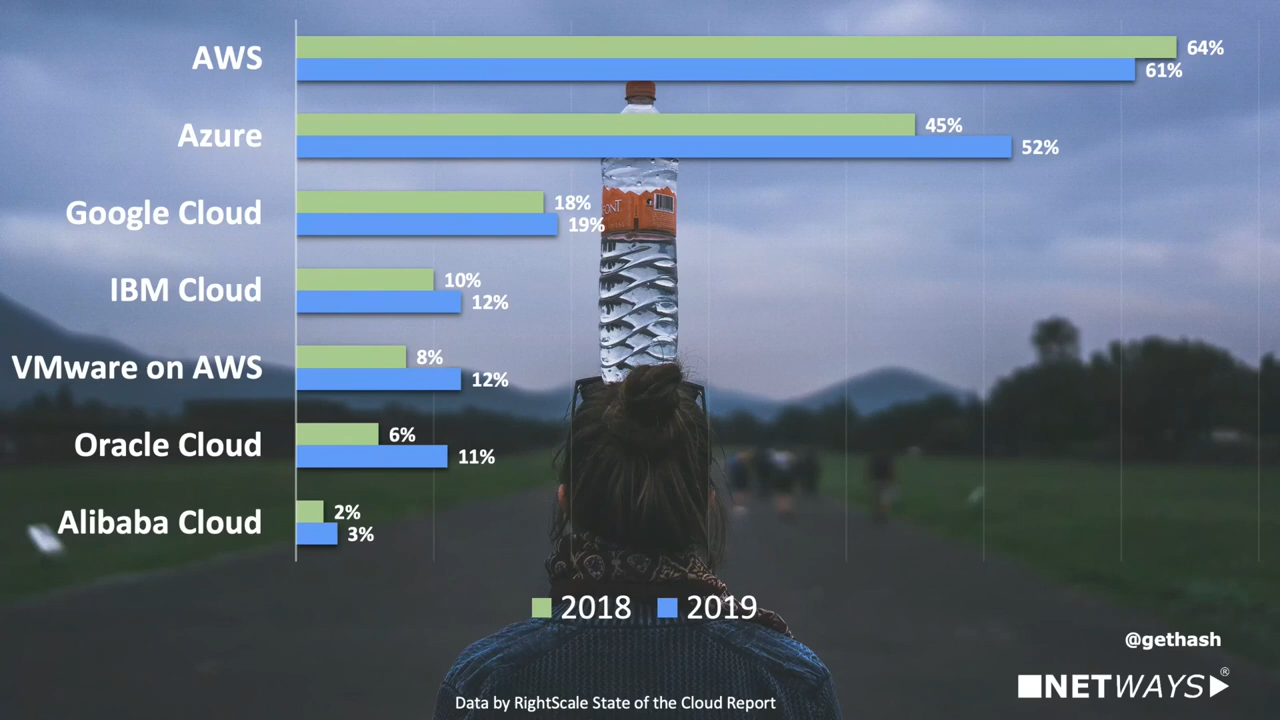 AWS
64%
61%
Azure
45%
52%
Google Cloud
18%
19%
IBM Cloud
10%
12%
VMware on AWS
8%
12%
Oracle Cloud
6%
11%
Alibaba Cloud
2%
3%
2018 2019
@gethash
NETWAYS®
Data by RightScale State of the Cloud Report